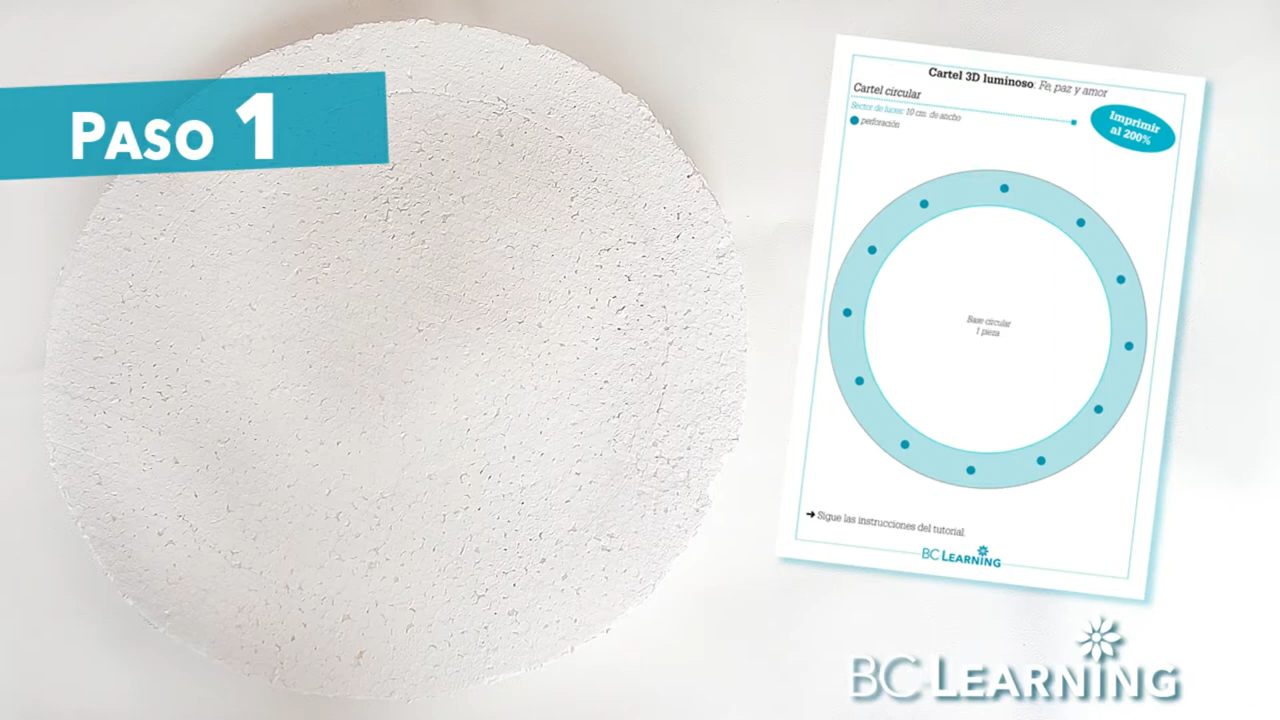 PASO 1
Cartel 3D luminoso: Fe, paz y amor
Cartel circular
Sector de luces: 10 cm. de ancho
perforación
Imprimir
al 200%
Base circular
1 pieza
➔ Sigue las instrucciones del tutorial.
BC LEARNING
BC LEARNING